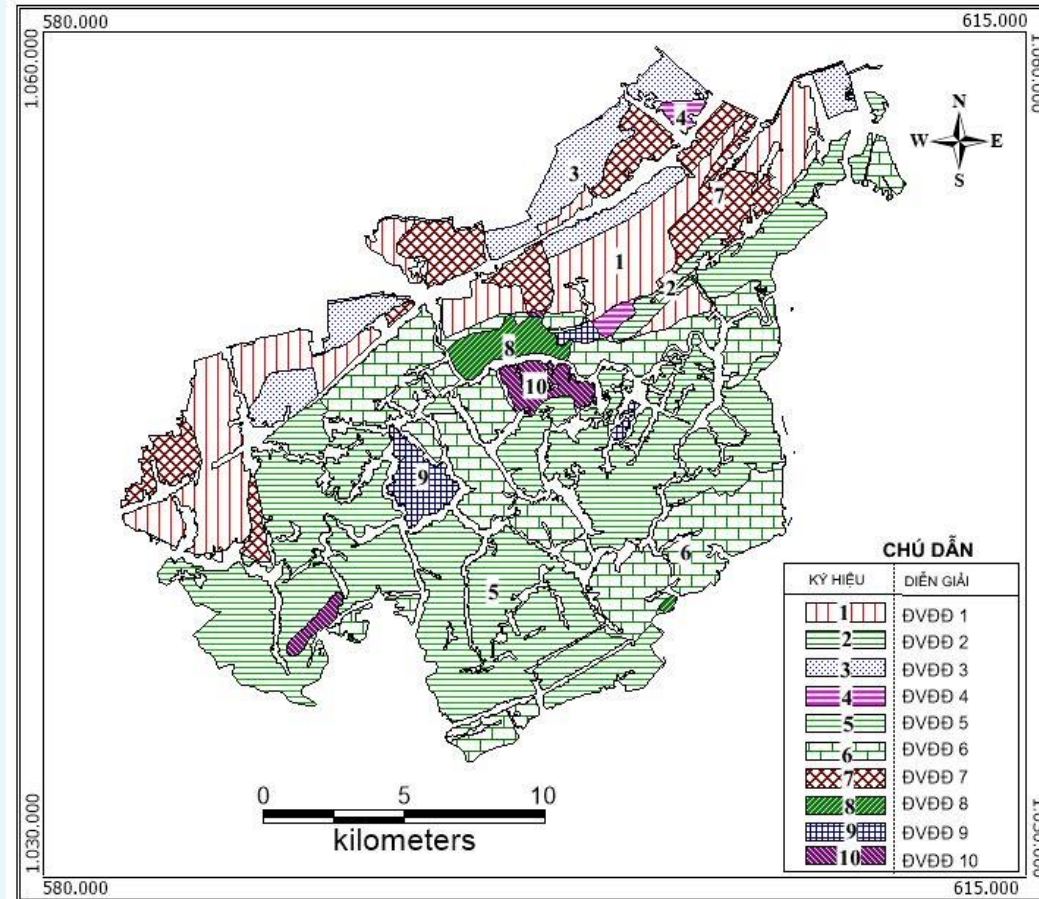 580.000 615.000
1.060.000
1.060.000
N
W E
S
4
3
7
1
2
8
10
9
6
5
CHÚ DẪN
KÝ HIỆU DIỄN GIẢI
1 ĐVĐĐ 1
2 ĐVĐĐ 2
3 ĐVĐĐ 3
4 ĐVĐĐ 4
5 ĐVĐĐ 5
6 ĐVĐĐ 6
7 ĐVĐĐ 7
8 ĐVĐĐ 8
9 ĐVĐĐ 9
10 ĐVĐĐ 10
0 5 10
kilometers
1.030.000
1.030.000
580.000 615.000